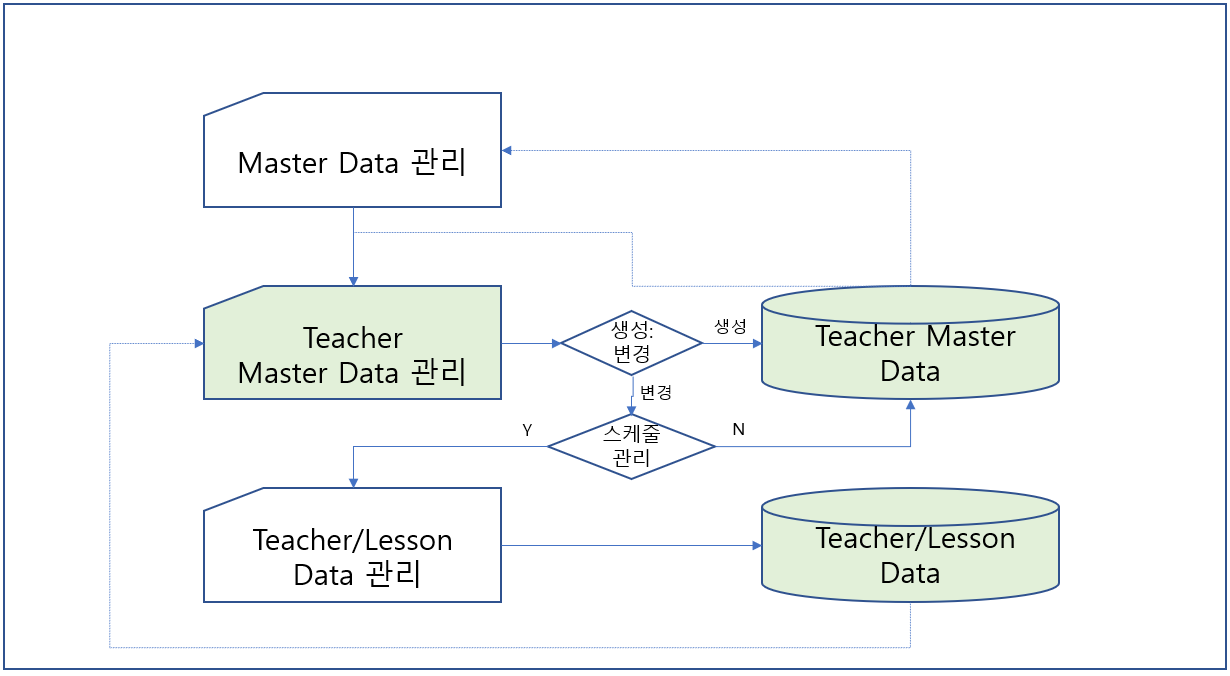 Master Data 관리
Teacher
Master Data 관리
생성:
변경
생성
Teacher Master
Data
변경
스케줄
관리
Y
N
Teacher/Lesson
Data 관리
Teacher/Lesson
Data